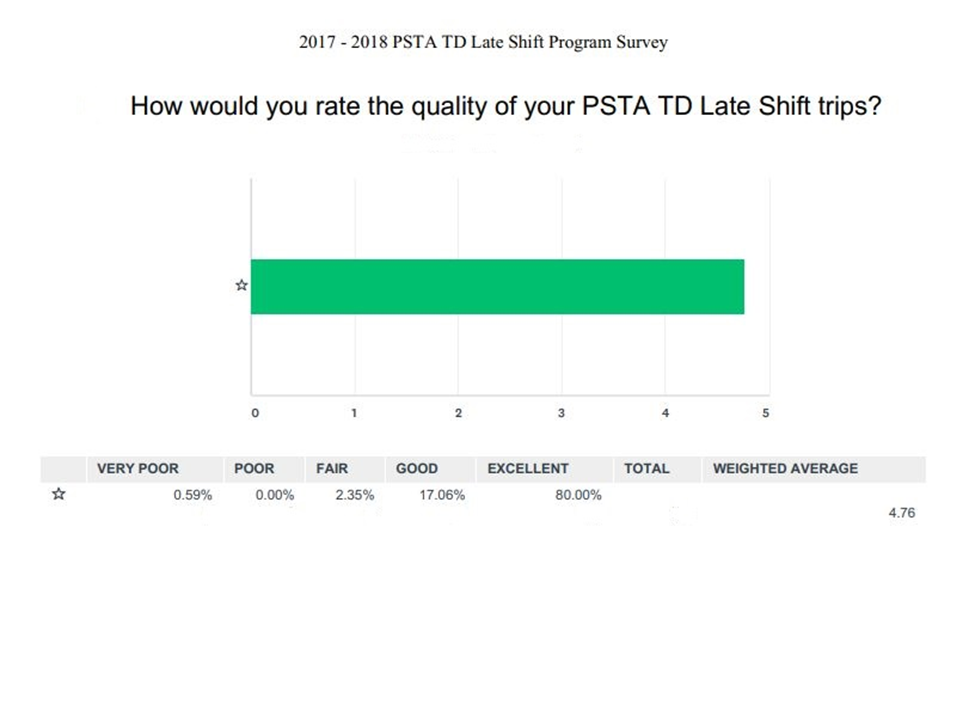 2017 - 2018 PSTA TD Late Shift Program Survey
How would you rate the quality of your PSTA TD Late Shift trips?
0 1 2 3 4 5
VERY POOR POOR FAIR GOOD EXCELLENT TOTAL WEIGHTED AVERAGE
☆ 0.59% 0.00% 2.35% 17.06% 80.00%
4.76